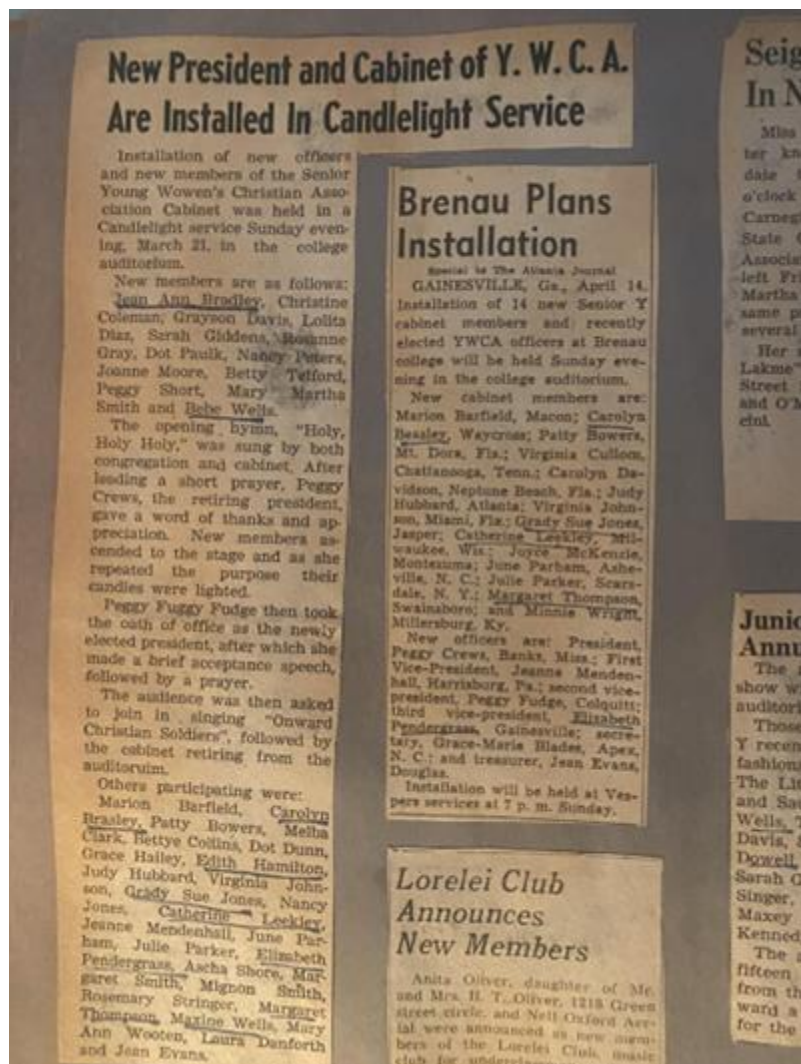 New President and Cabinet of Y. W. C. A.
Are Installed In Candlelight Service
Installation of new officers
and new members of the Senior
Young Wowen's Christian Asso-
ciation Cabinet was held in a
Candlelight service Sunday even-
ing, March 21, in the college
auditorium.
New members are as follows:
Jean Ann Bradley, Christine
Coleman, Grayson Davis, Lolita
Diaz, Sarah Giddens, Rosanne
Gray, Dot Paulk, Nancy Peters,
Joanne Moore, Betty Telford,
Peggy Short, Mary Martha
Smith and Bebe Wells.
The opening hymn, "Holy,
Holy Holy," was sung by both
congregation and cabinet. After
leading a short prayer, Peggy
Crews, the retiring president,
gave a word of thanks and ap-
preciation. New members as-
cended to the stage and as she
repeated the purpose their
candles were lighted.
Peggy Fuggy Fudge then took
the oath of office as the newly
elected president, after which she
made a brief acceptance speech,
followed by a prayer.
The audience was then asked
to join in singing "Onward
Christian Soldiers", followed by
the cabinet retiring from the
auditoruim.
Others participating were:
Marion Barfield, Carolyn
Brasley, Patty Bowers, Melba
Clark, Bettye Collins, Dot Dunn,
Grace Hailey, Edith Hamilton,
Judy Hubbard, Virginia John-
son, Grady Sue Jones, Nancy
Jones, Catherine Leekley,
Jeanne Mendenhall, June Par-
ham, Julie Parker, Elizabeth
Pendergrass, Ascha Shore, Mar-
garet Smith, Mignon Smith,
Rosemary Stringer, Margaret
Thompson, Maxine Wells, Mary
Ann Wooten, Laura Danforth
and Jean Evans.
Brenau Plans
Installation
Special to The Atlanta Journal
GAINESVILLE, Ga., April 14.
Installation of 14 new Senior Y
cabinet members and recently
elected YWCA officers at Brenau
college will be held Sunday eve-
ning in the college auditorium.
New cabinet members are:
Marion Barfield, Macon; Carolyn
Beasley, Waycross; Patty Bowers,
Mt. Dora, Fla.; Virginia Cullom,
Chattanooga, Tenn.; Carolyn Da-
vidson, Neptune Beach, Fla.; Judy
Hubbard, Atlanta; Virginia John-
son, Miami, Fla.; Grady Sue Jones,
Jasper; Catherine Leekley, Mil-
waukee, Wis.; Joyce McKenzie,
Montezuma; June Parham, Ashe-
ville, N. C.; Julie Parker, Scars-
dale, N. Y.; Margaret Thompson,
Swainsboro; and Minnie Wright,
Millersburg, Ky.
New officers are: President,
Peggy Crews, Banks, Miss.; First
Vice-President, Jeanne Menden-
hall, Harrisburg, Pa.; second vice-
president, Peggy Fudge, Colquitt;
third vice-president, Elizabeth
Pendergrass, Gainesville; secre-
tary, Grace-Marie Blades, Apex,
N. C.; and treasurer, Jean Evans,
Douglas.
Installation will be held at Ves-
pers services at 7 p. m. Sunday.
Lorelei Club
Announces
New Members
Anita Oliver, daughter of Mr.
and Mrs. H. T. Oliver, 1218 Green
street circle, and Nell Oxford Acr-
ial were announced as new mem-
bers of the Lorelei Club, music
Seig
In N
Miss
her kn
date
o'clock
Carneg
State
Associa
left Fri
Martha
same p
several
Her
Lakme"
Street
and O'M
cini.
Junio
Annu
The
show w
auditori
Those
Y recen
fashion
The Lit
and Sa
Wells,
Davis,
Dowell
Sarah
Singer,
Maxey
Kenned
The
fifteen
from th
ward a
for the